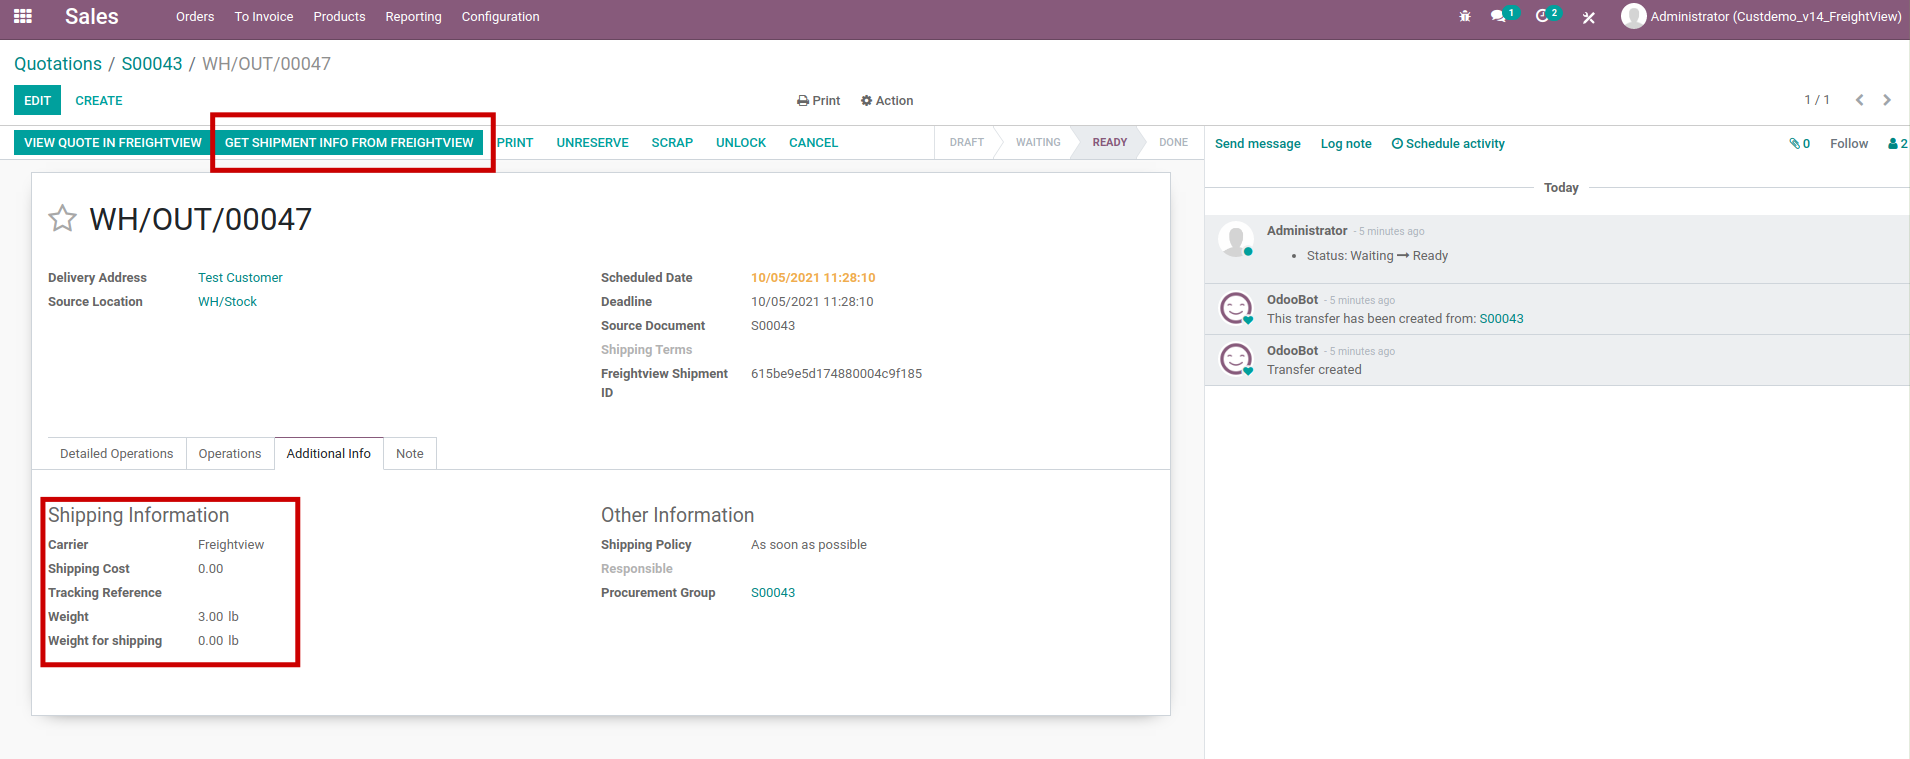 Sales Orders To Invoice Products Reporting Configuration 1 2 Administrator (Custdemo_v14_FreightView)
Quotations / S00043 / WH/OUT/00047
EDIT CREATE Print Action 1 / 1
VIEW QUOTE IN FREIGHTVIEW GET SHIPMENT INFO FROM FREIGHTVIEW PRINT UNRESERVE SCRAP UNLOCK CANCEL DRAFT WAITING READY DONE
Send message Log note Schedule activity 0 Follow 2
Today
WH/OUT/00047
Delivery Address Test Customer
Source Location WH/Stock
Scheduled Date 10/05/2021 11:28:10
Deadline 10/05/2021 11:28:10
Source Document S00043
Shipping Terms
Freightview Shipment 615be9e5d174880004c9f185
ID
Detailed Operations Operations Additional Info Note
Shipping Information
Carrier Freightview
Shipping Cost 0.00
Tracking Reference
Weight 3.00 lb
Weight for shipping 0.00 lb
Other Information
Shipping Policy As soon as possible
Responsible
Procurement Group S00043
Administrator - 5 minutes ago
• Status: Waiting → Ready
OdooBot - 5 minutes ago
This transfer has been created from: S00043
OdooBot - 5 minutes ago
Transfer created